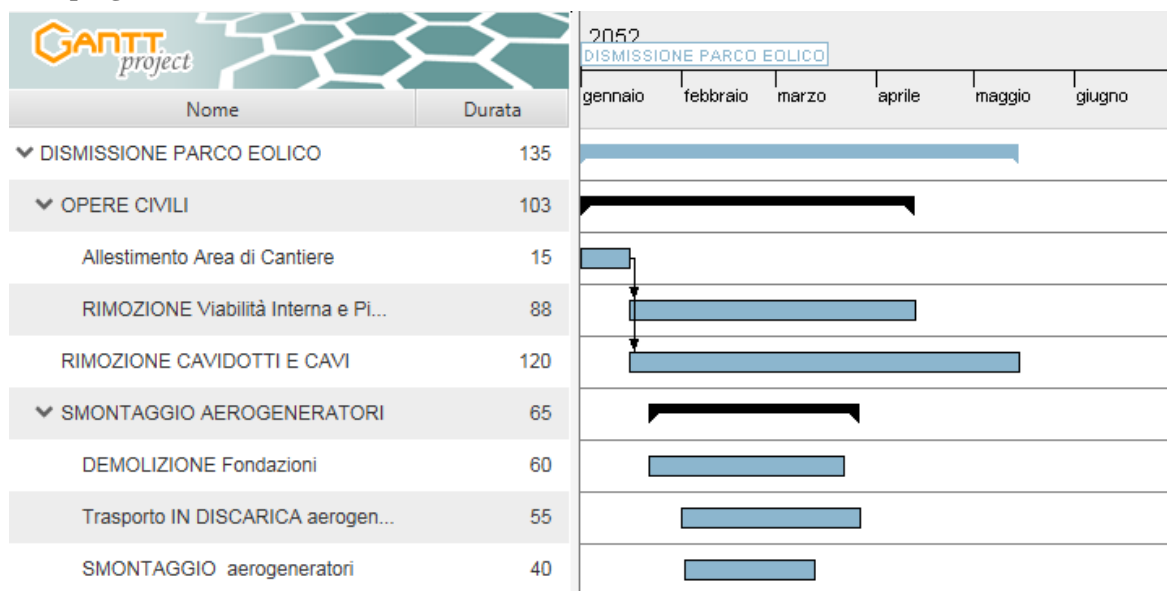 GANTT
project
2052
DISMISSIONE PARCO EOLICO
gennaio febbraio marzo aprile maggio giugno
Nome Durata
DISMISSIONE PARCO EOLICO 135
OPERE CIVILI 103
Allestimento Area di Cantiere 15
RIMOZIONE Viabilità Interna e Pi... 88
RIMOZIONE CAVIDOTTI E CAVI 120
SMONTAGGIO AEROGENERATORI 65
DEMOLIZIONE Fondazioni 60
Trasporto IN DISCARICA aerogen... 55
SMONTAGGIO aerogeneratori 40